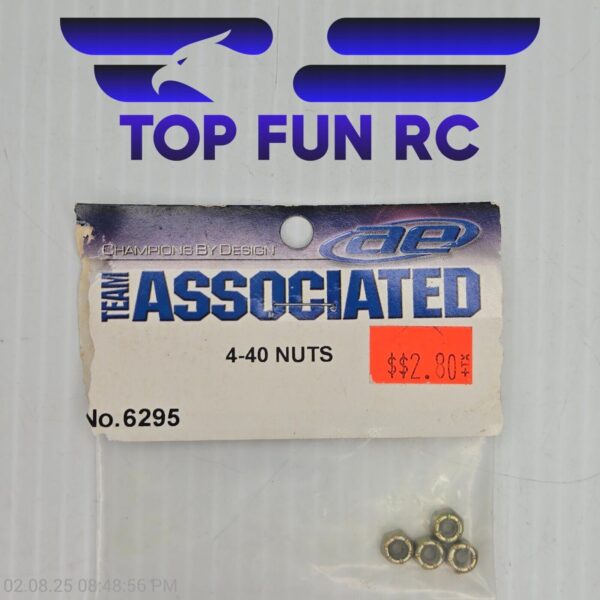 TOP FUN RC
CHAMPIONS BY DESIGN
ae
TEAM
ASSOCIATED
4-40 NUTS
$$2.80
No.6295
02.08.25 08:48:56 PM